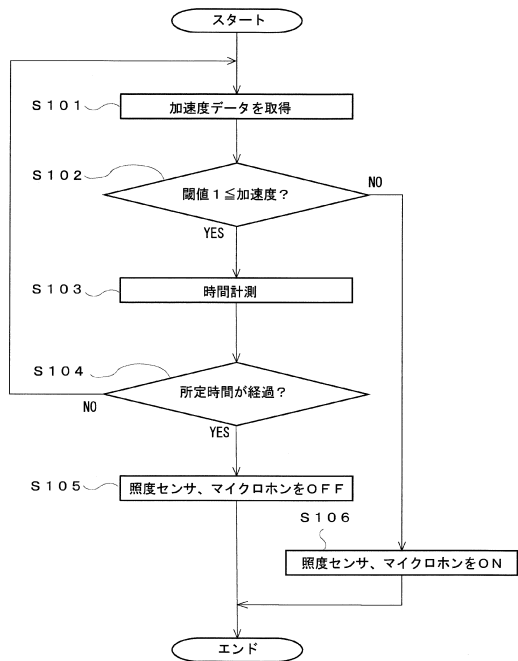 スタート
S101
加速度データを取得
S102
閾値1≦加速度?
NO
YES
S103
時間計測
S104
所定時間が経過?
NO
YES
S105
照度センサ、マイクロホンをOFF
S106
照度センサ、マイクロホンをON
エンド